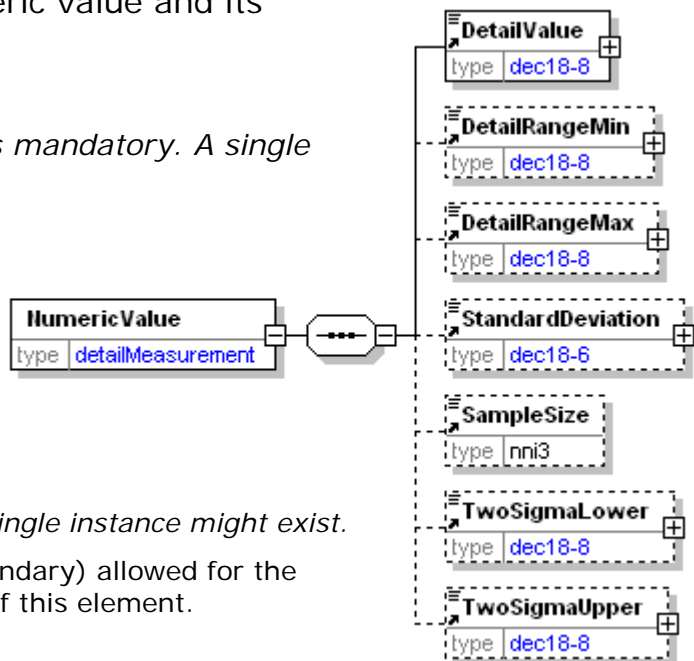 eric value and its
s mandatory. A single
ingle instance might exist.
ndary) allowed for the
f this element.
NumericValue
type detailMeasurement
DetailValue
type dec18-8
DetailRangeMin
type dec18-8
DetailRangeMax
type dec18-8
StandardDeviation
type dec18-6
SampleSize
type nni3
TwoSigmaLower
type dec18-8
TwoSigmaUpper
type dec18-8